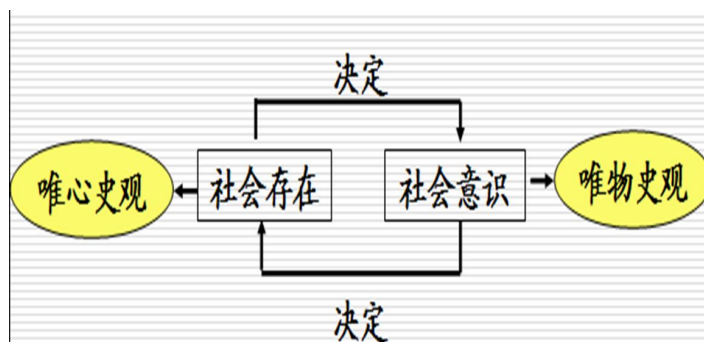 决定
唯心史观
社会存在
社会意识
唯物史观
决定